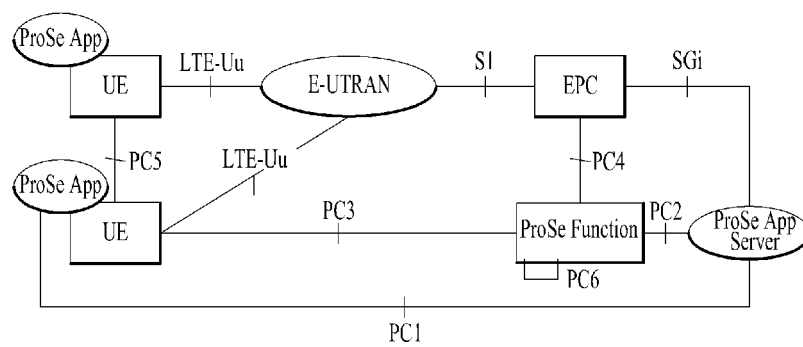 ProSe App
UE
LTE-Uu
E-UTRAN
S1
EPC
SGi
PC5
LTE-Uu
PC4
ProSe App
UE
PC3
ProSe Function
PC2
ProSe App
Server
PC6
PC1